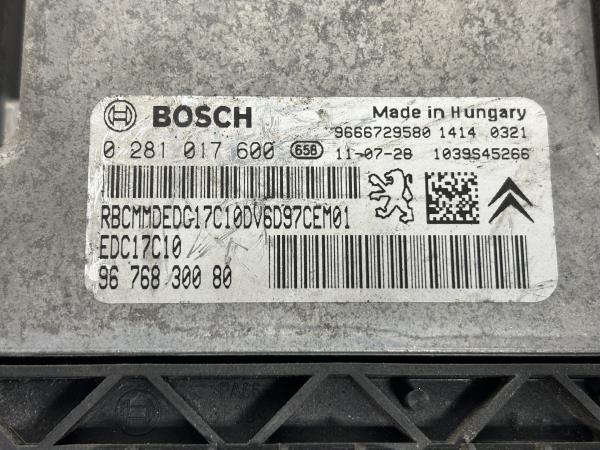 BOSCH
Made in Hungary
9666729580 1414 0321
0 281 017 600 656 11-07-28 1039S45266
RBCMMDEDG17C10DV6D97CEM01
EDC17C10
96 768 300 80